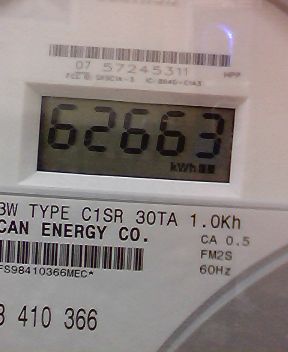 07 57245311 HPP
62663
kWh
3W TYPE C1SR 30TA 1.0Kh
CAN ENERGY CO. CA 0.5
FM2S
FS98410366MEC* 60Hz
410 366